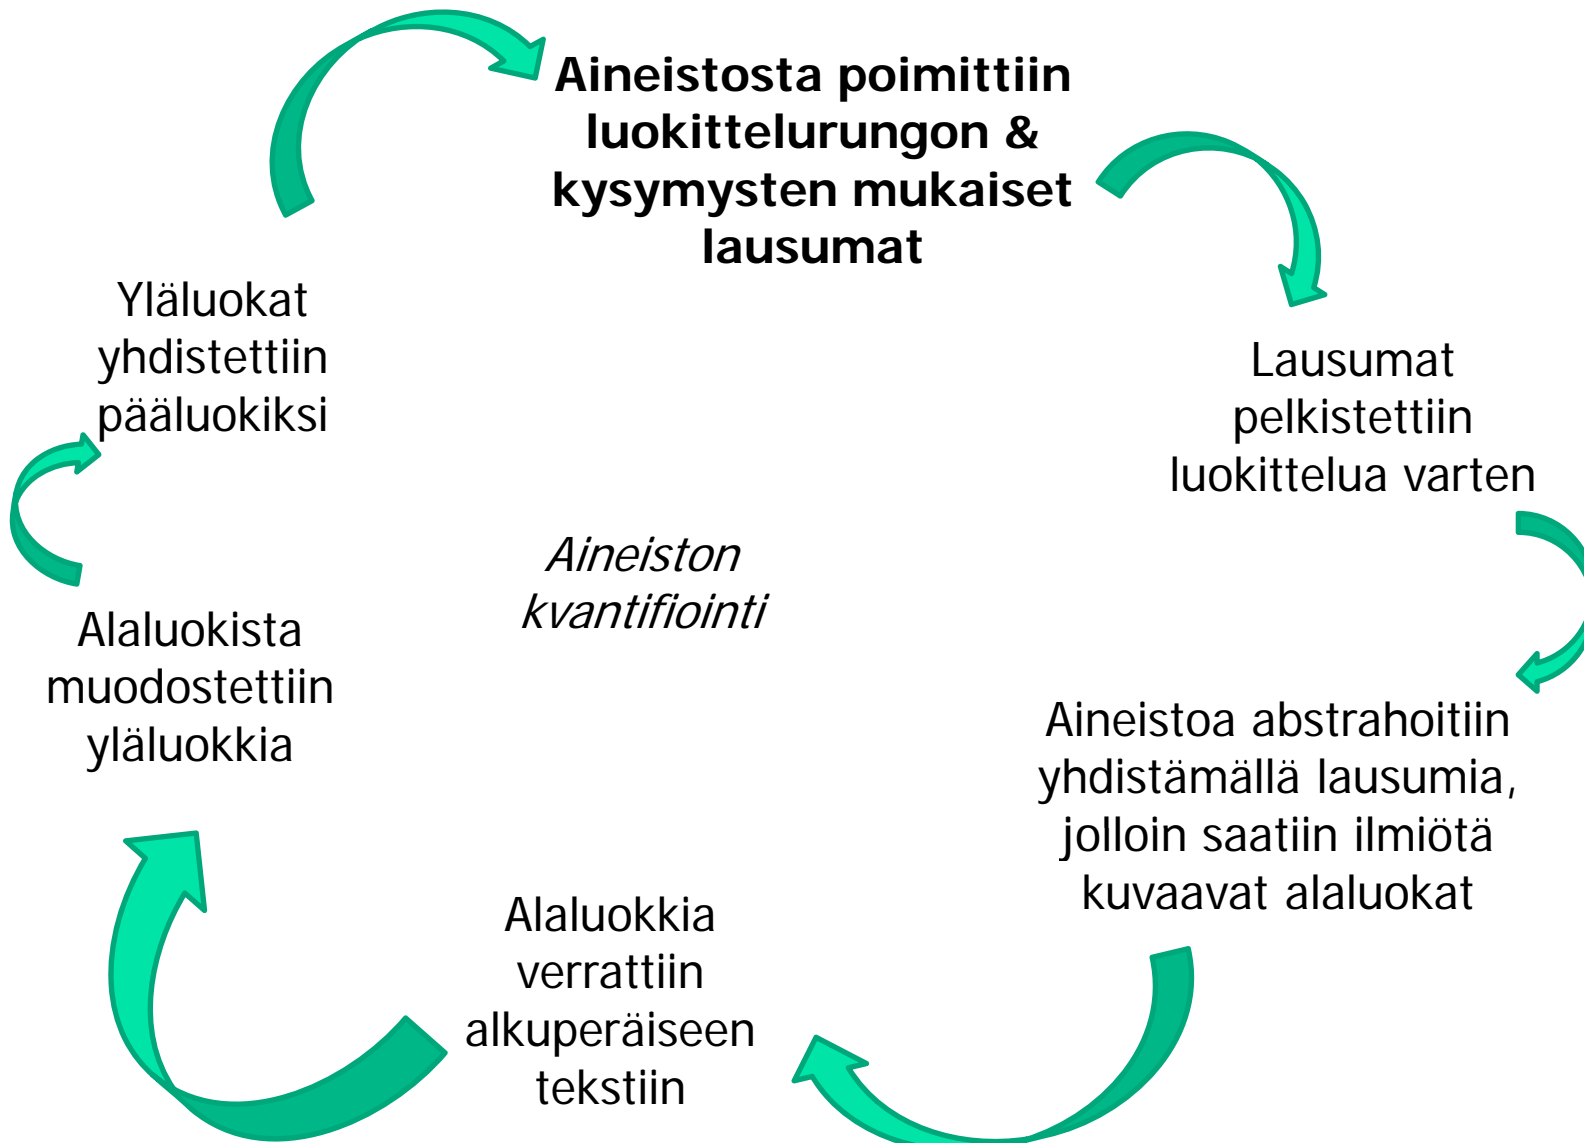 Aineistosta poimittiin
luokittelurungon &
kysymysten mukaiset
lausumat
Lausumat
pelkistettiin
luokittelua varten
Aineistoa abstrahoitiin
yhdistämällä lausumia,
jolloin saatiin ilmiötä
kuvaavat alaluokat
Alaluokkia
verrattiin
alkuperäiseen
tekstiin
Alaluokista
muodostettiin
yläluokkia
Yläluokat
yhdistettiin
pääluokiksi
Aineiston
kvantifiointi